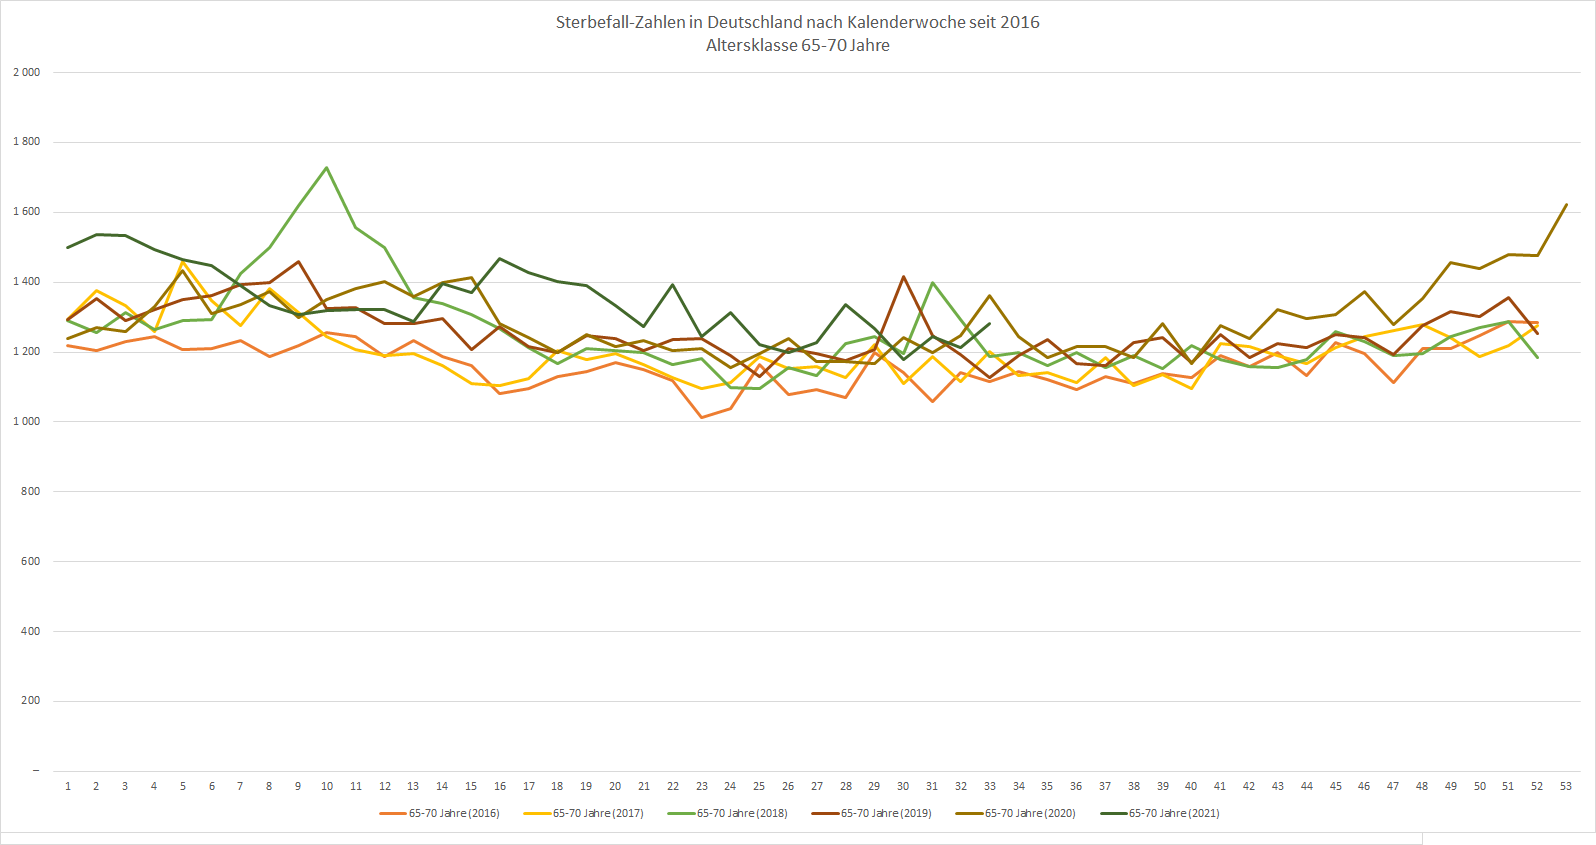 Sterbefall-Zahlen in Deutschland nach Kalenderwoche seit 2016
Altersklasse 65-70 Jahre
2 000
1 800
1 600
1 400
1 200
1 000
800
600
400
200
–
1 2 3 4 5 6 7 8 9 10 11 12 13 14 15 16 17 18 19 20 21 22 23 24 25 26 27 28 29 30 31 32 33 34 35 36 37 38 39 40 41 42 43 44 45 46 47 48 49 50 51 52 53
65-70 Jahre (2016) 65-70 Jahre (2017) 65-70 Jahre (2018) 65-70 Jahre (2019) 65-70 Jahre (2020) 65-70 Jahre (2021)